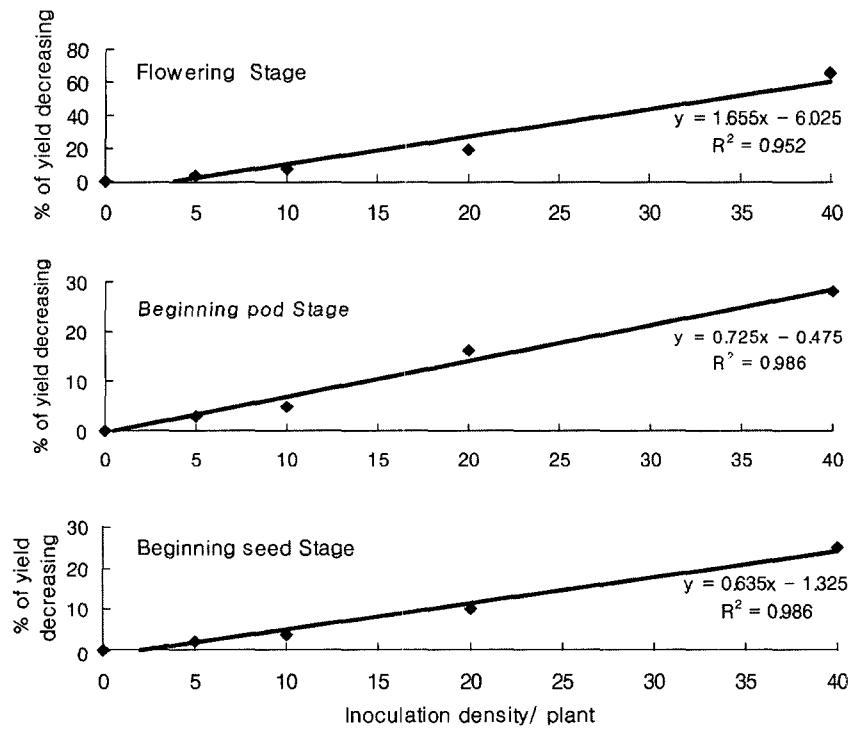 Flowering Stage
% of yield decreasing
80
60
40
20
0
y = 1.655x − 6.025
R² = 0.952
0 5 10 15 20 25 30 35 40
Beginning pod Stage
% of yield decreasing
30
20
10
0
y = 0.725x − 0.475
R² = 0.986
0 5 10 15 20 25 30 35 40
Beginning seed Stage
% of yield
decreasing
30
20
10
0
y = 0.635x − 1.325
R² = 0.986
0 5 10 15 20 25 30 35 40
Inoculation density/ plant